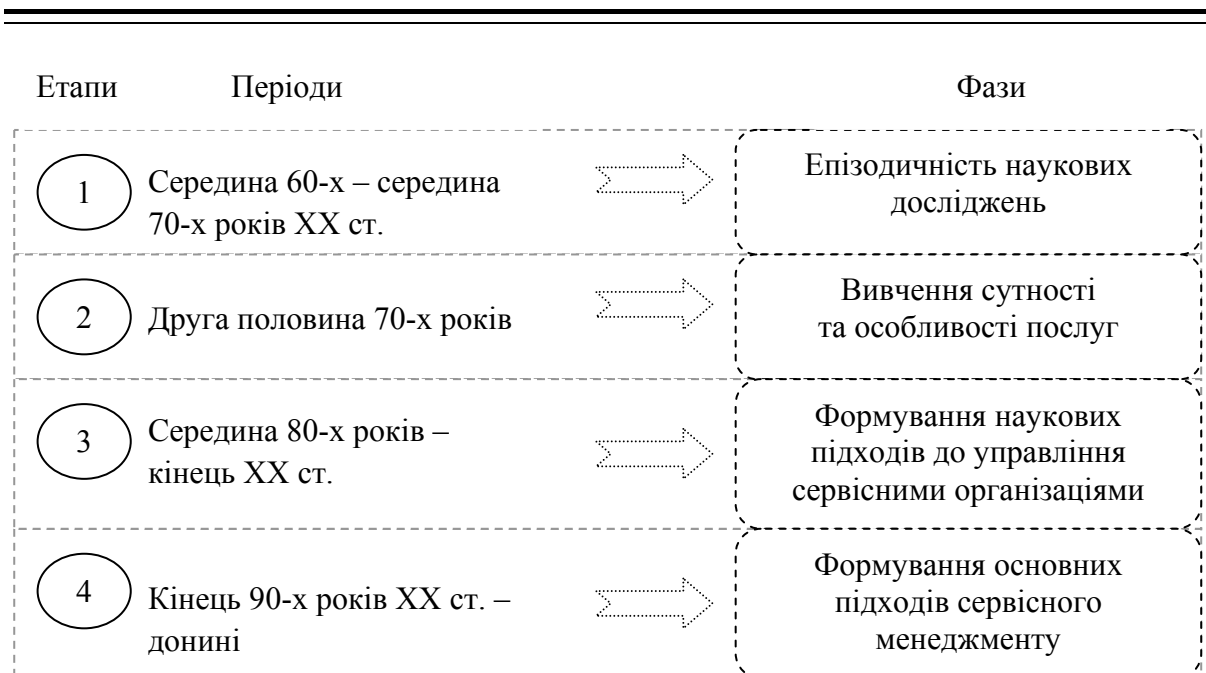 Етапи Періоди Фази
1 Середина 60-х – середина
70-х років XX ст.
Епізодичність наукових
досліджень
2 Друга половина 70-х років
Вивчення сутності
та особливості послуг
3 Середина 80-х років –
кінець XX ст.
Формування наукових
підходів до управління
сервісними організаціями
4 Кінець 90-х років XX ст. –
донині
Формування основних
підходів сервісного
менеджменту